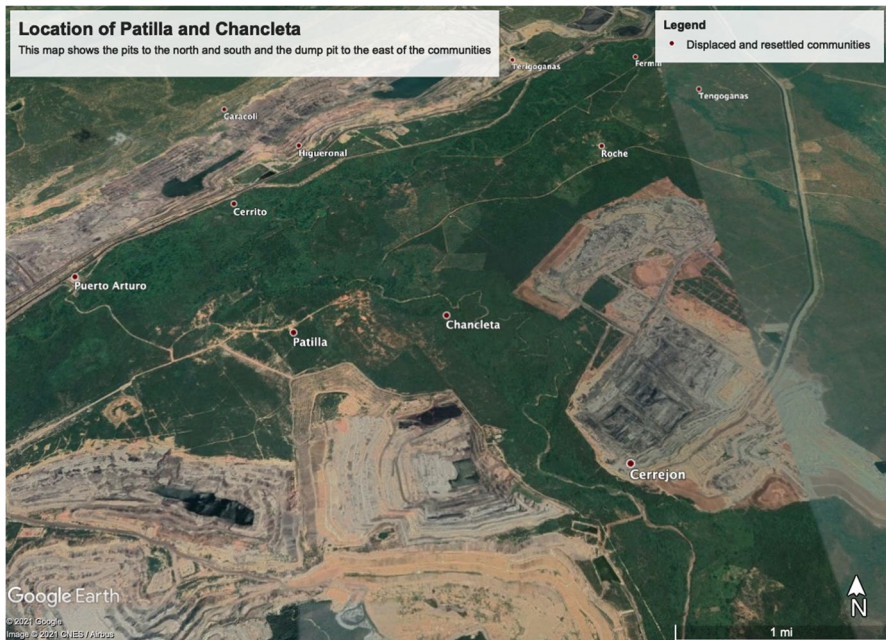 Location of Patilla and Chancleta
This map shows the pits to the north and south and the dump pit to the east of the communities
Legend
Displaced and resettled communities
Terigoganas
Tengoganas
Caracoli
Higueronal
Roche
Cerrito
Puerto Arturo
Chancleta
Patilla
Cerrejon
Google Earth
N
© 2021 Google
Image © 2021 CNES / Airbus
1 mi